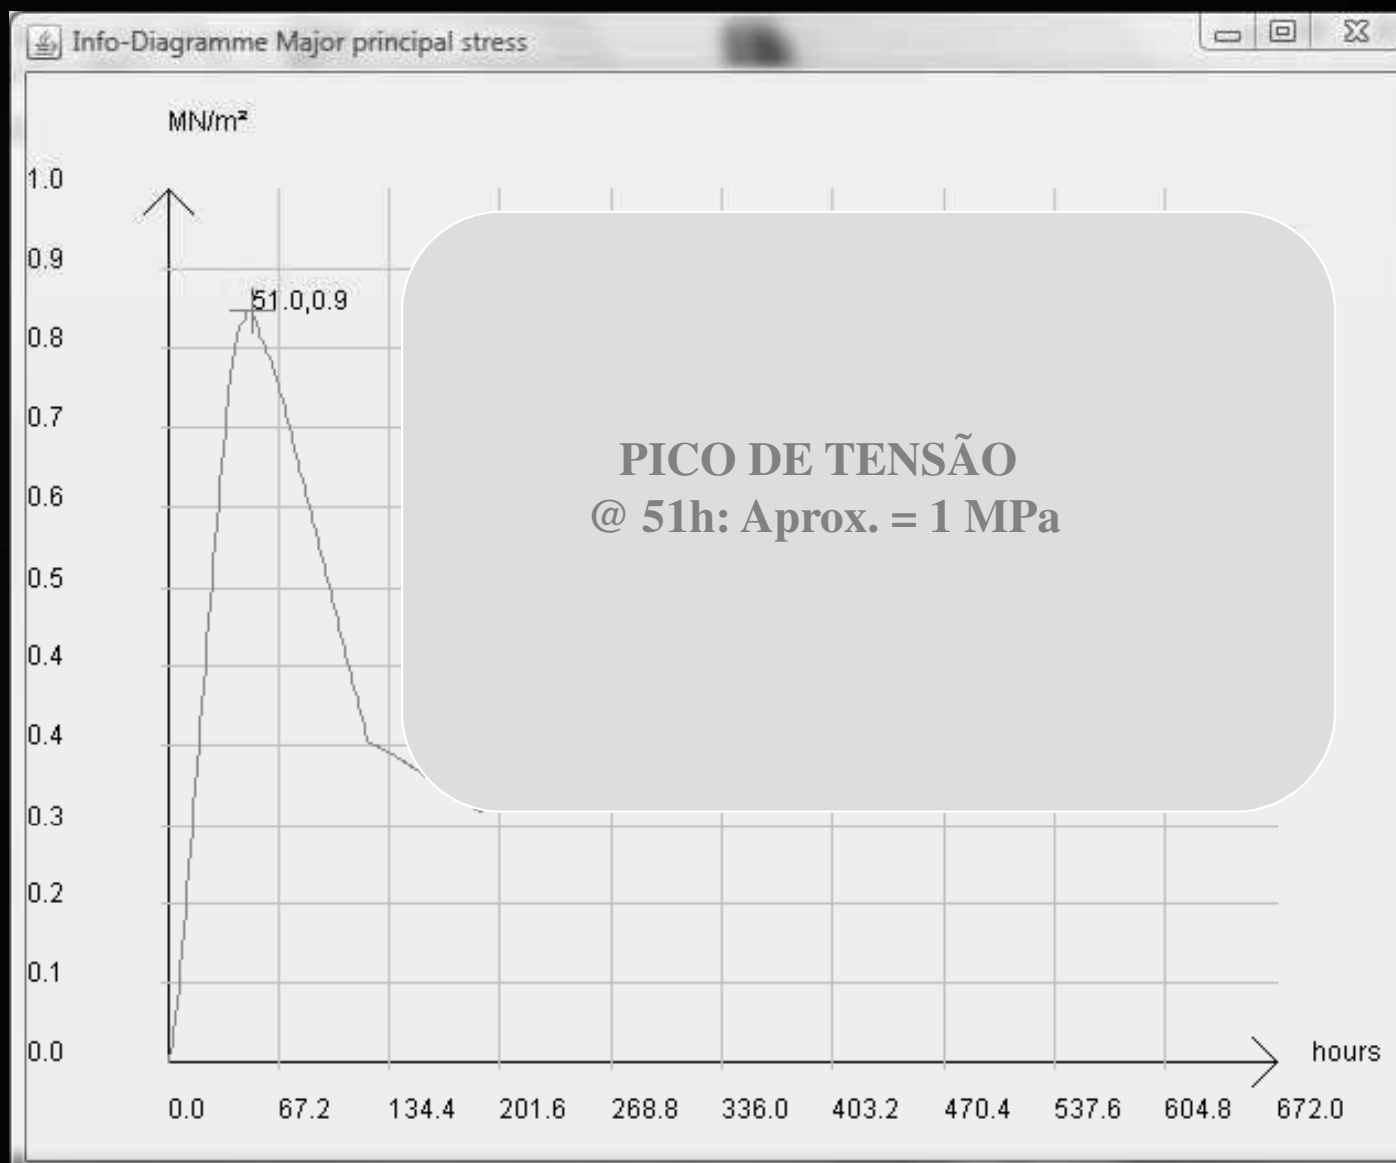 Info-Diagramme Major principal stress
MN/m²
1.0
0.9
51.0,0.9
0.8
0.7
PICO DE TENSÃO
0.6
@ 51h: Aprox. = 1 MPa
0.5
0.4
0.4
0.3
0.2
0.1
0.0
hours
0.0 67.2 134.4 201.6 268.8 336.0 403.2 470.4 537.6 604.8 672.0